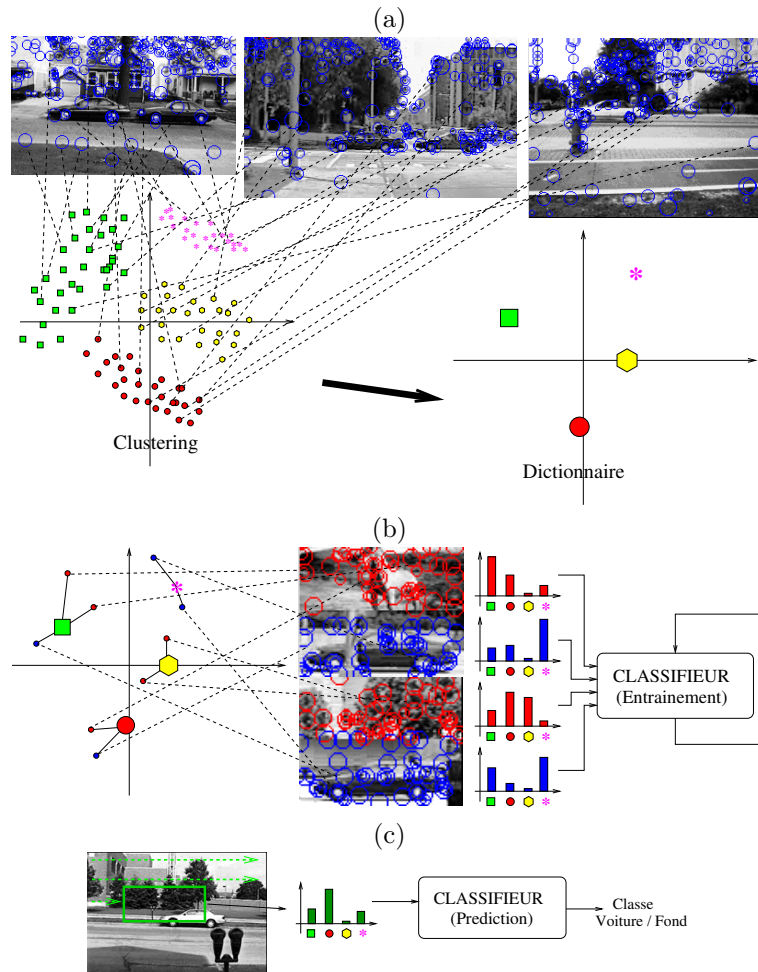 (a)
Clustering
Dictionnaire
(b)
CLASSIFIEUR
(Entrainement)
(c)
CLASSIFIEUR
(Prediction)
Classe
Voiture / Fond